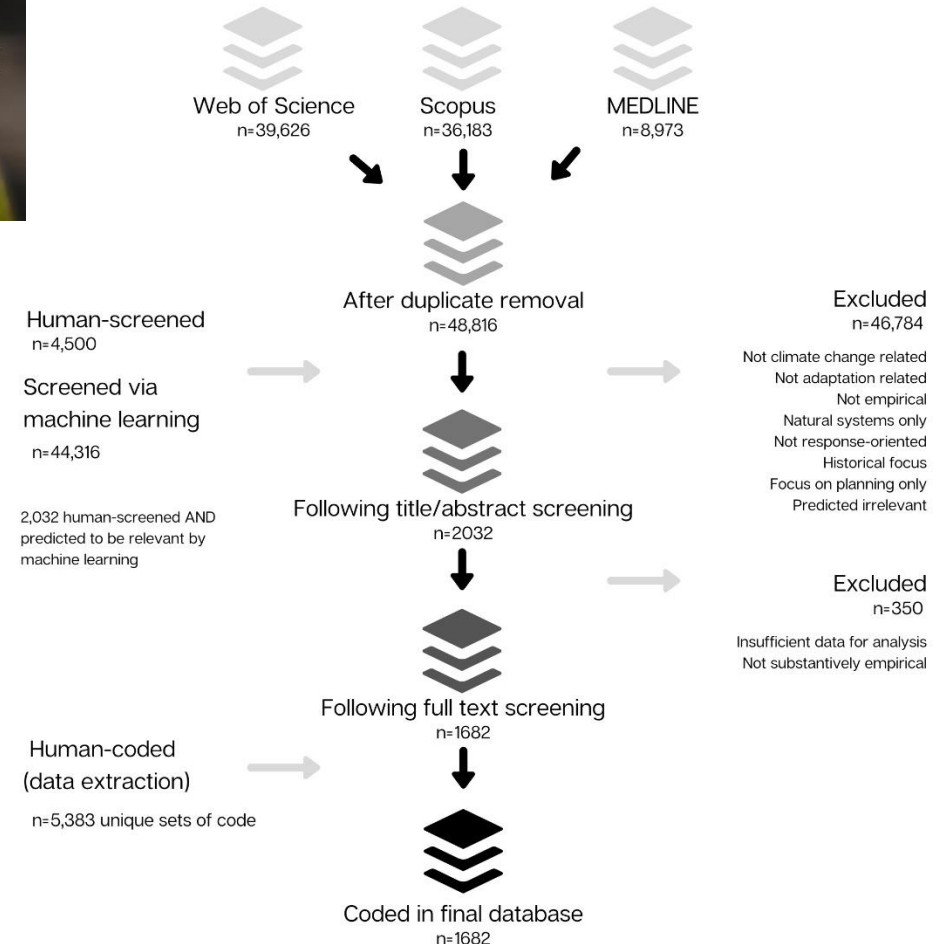 Web of Science
n=39,626
Scopus
n=36,183
MEDLINE
n=8,973
After duplicate removal
n=48,816
Human-screened
n=4,500
Screened via
machine learning
n=44,316
2,032 human-screened AND
predicted to be relevant by
machine learning
Excluded
n=46,784
Not climate change related
Not adaptation related
Not empirical
Natural systems only
Not response-oriented
Historical focus
Focus on planning only
Predicted irrelevant
Following title/abstract screening
n=2032
Excluded
n=350
Insufficient data for analysis
Not substantively empirical
Following full text screening
n=1682
Human-coded
(data extraction)
n=5,383 unique sets of code
Coded in final database
n=1682